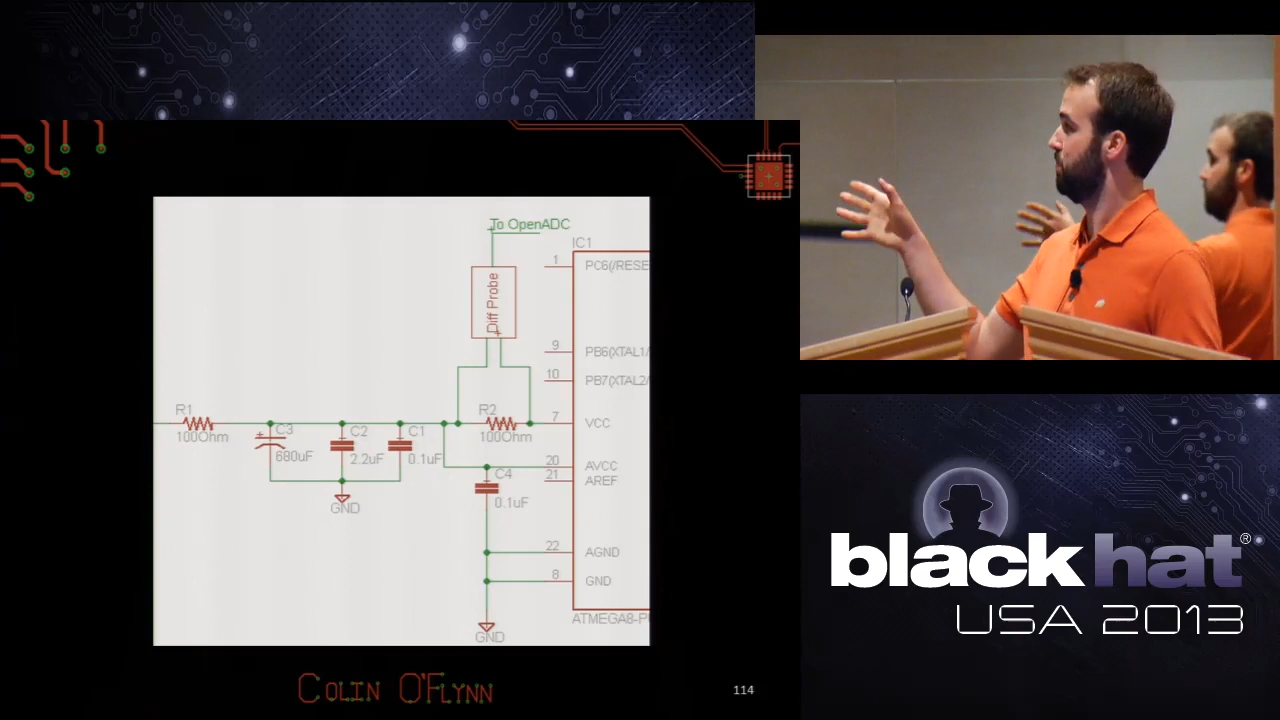 To OpenADC
IC1
1
PC6(/RESE
Diff Probe
9
PB6(XTAL1/
10
PB7(XTAL2/
R1
100Ohm
C3
680uF
C2
2.2uF
C1
0.1uF
R2
100Ohm
7
VCC
20
AVCC
21
AREF
C4
0.1uF
GND
22
AGND
8
GND
ATMEGA8-P
GND
COLIN O'FLYNN
114
blackhat®
USA 2013